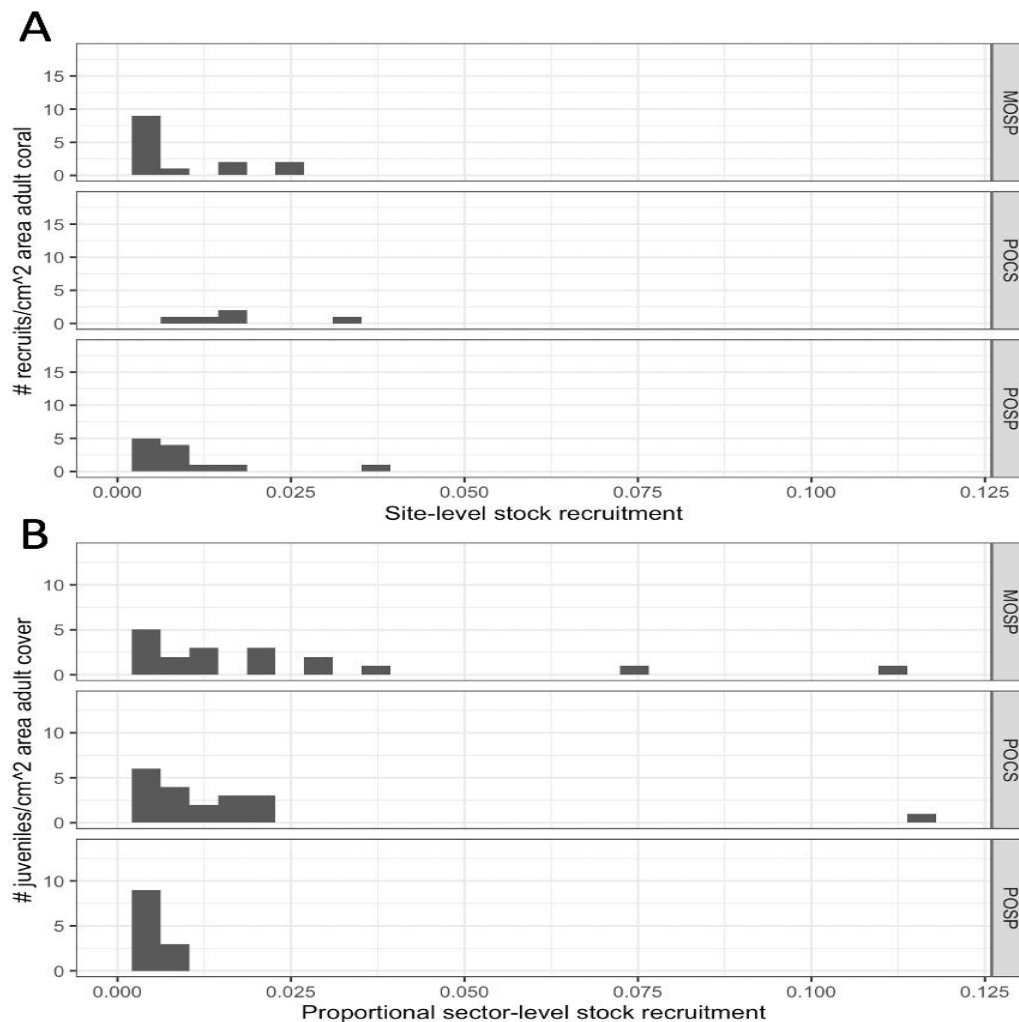 A
# recruits/cm^2 area adult coral
15
10
5
0
MOSP
15
10
5
0
POCS
15
10
5
0
POSP
0.000 0.025 0.050 0.075 0.100 0.125
Site-level stock recruitment
B
# juveniles/cm^2 area adult cover
10
5
0
MOSP
10
5
0
POCS
10
5
0
POSP
0.000 0.025 0.050 0.075 0.100 0.125
Proportional sector-level stock recruitment